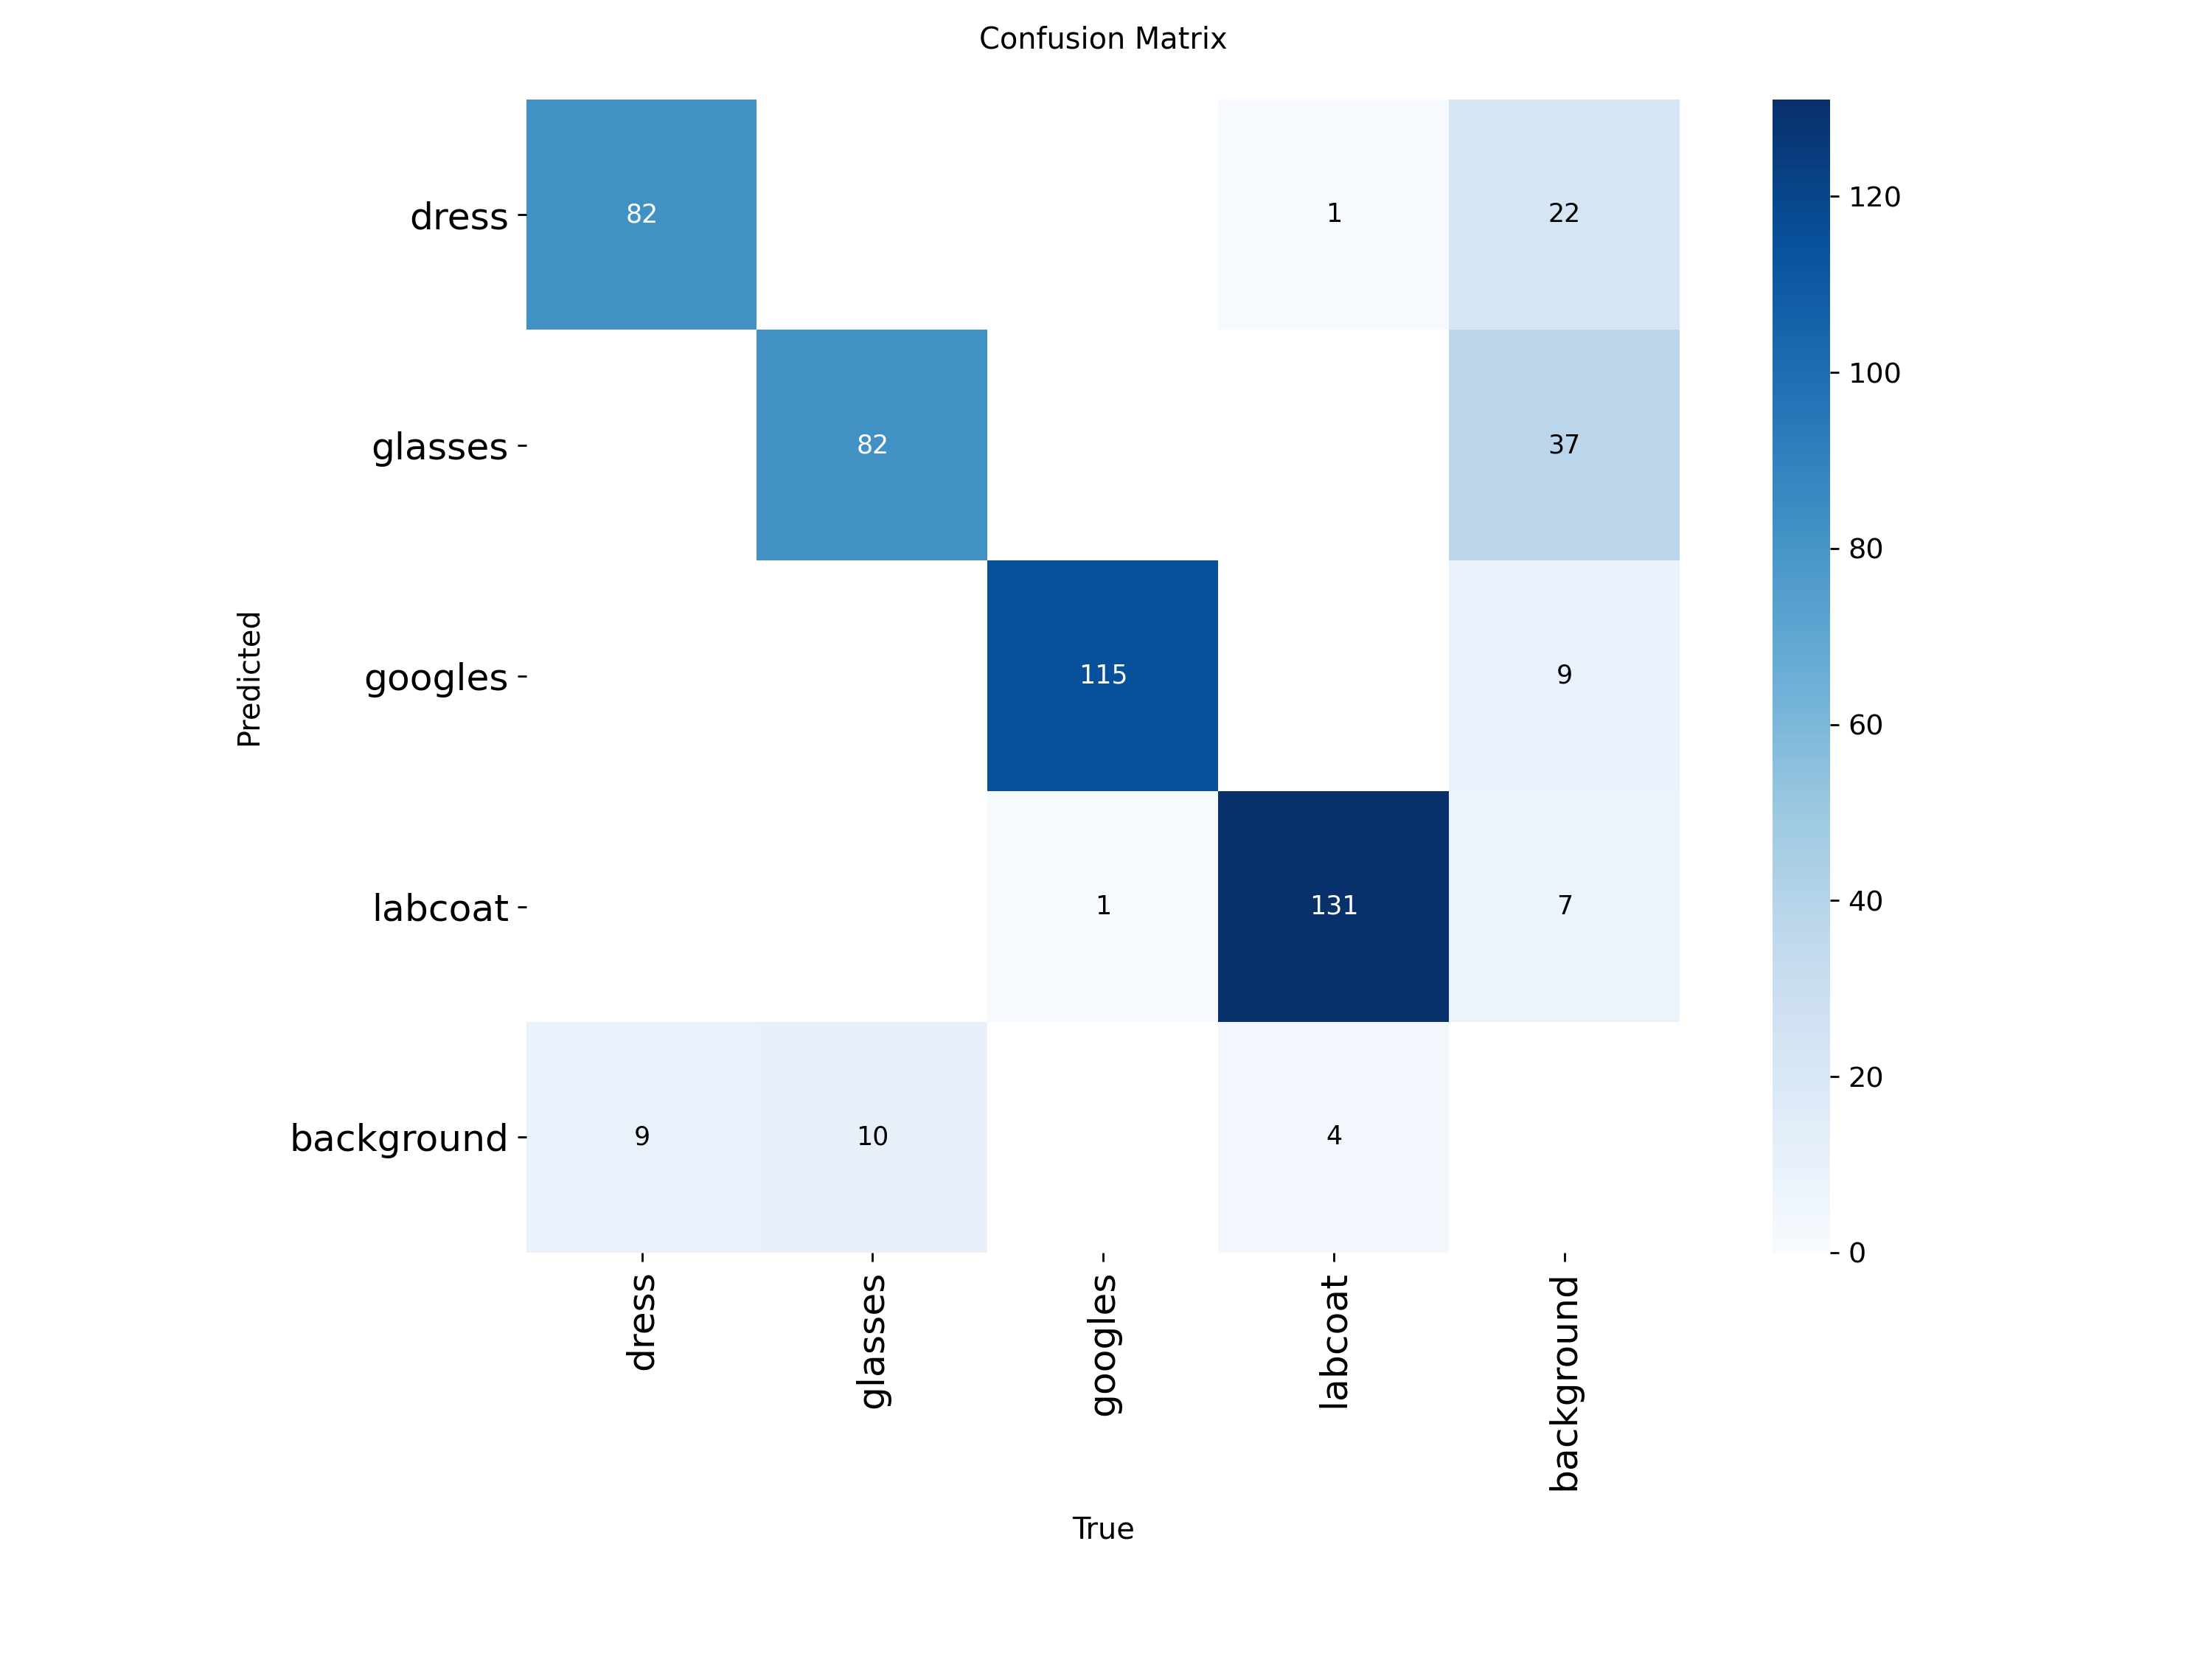 Confusion Matrix
dress
82
1
22
120
100
glasses
82
37
80
Predicted
googles
115
9
60
labcoat
1
131
7
40
background
9
10
4
20
0
dress
glasses
googles
labcoat
background
True